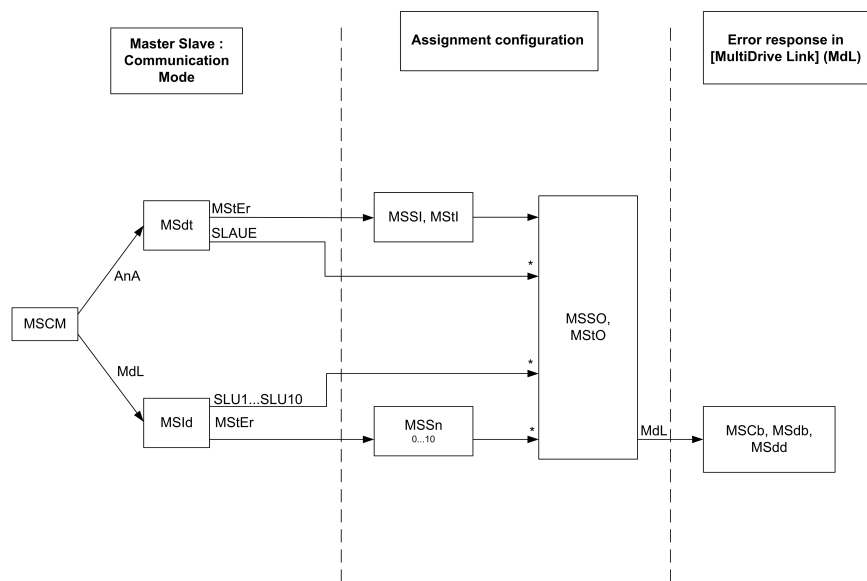 Master Slave :
Communication
Mode
Assignment configuration
Error response in
[MultiDrive Link] (MdL)
MStEr
MSdt
MSSI, MStI
SLAUE
*
AnA
MSCM
MSSO,
MStO
*
MdL
SLU1...SLU10
MSId
MStEr
MSSn
0...10
*
MdL
MSCb, MSdb,
MSdd